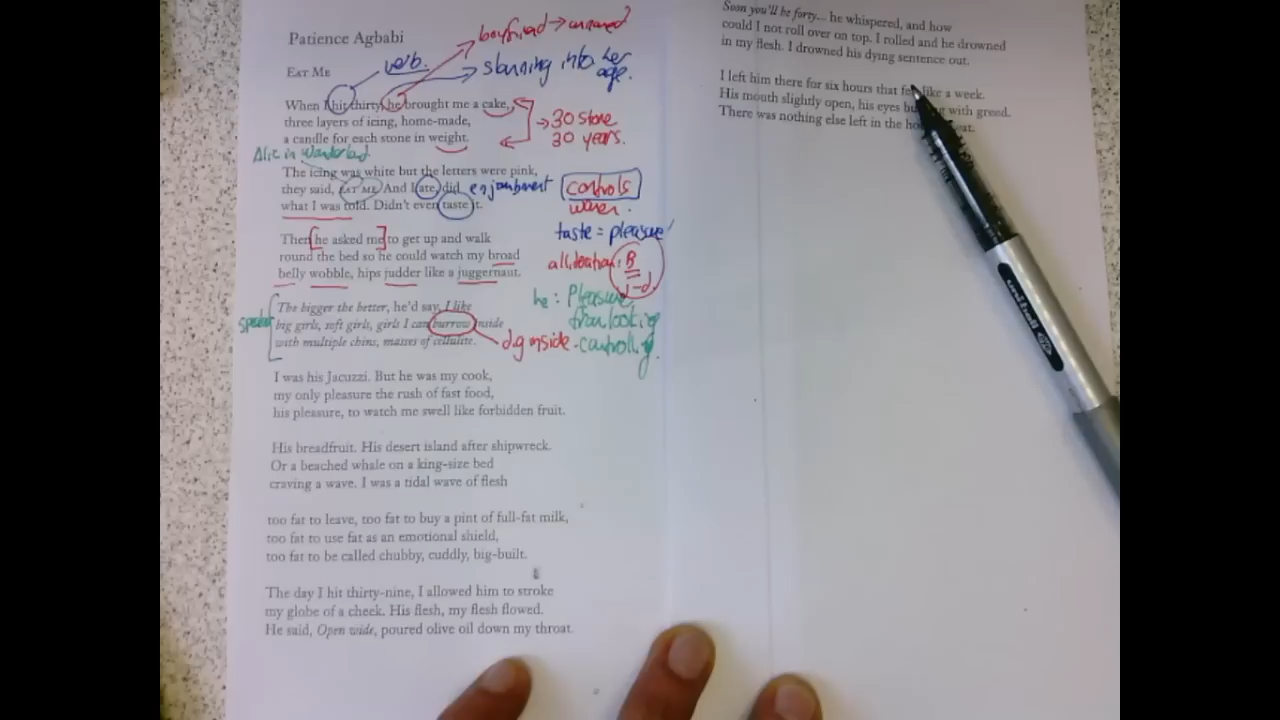 Patience Agbabi
EAT ME
boyfriend → unnamed
verb.
slamming into her age.
When I hit thirty, he brought me a cake,
three layers of icing, home-made,
a candle for each stone in weight.
→ 30 stone
30 years.
Alice in Wonderland
The icing was white but the letters were pink,
they said, EAT ME. And I ate, did
what I was told. Didn't even taste it.
enjambment
controls
women.
taste = pleasure
Then he asked me to get up and walk
round the bed so he could watch my broad
belly wobble, hips judder like a juggernaut.
alliteration: B
J-d.
he: Pleasure
from looking
controlling.
speaker
The bigger the better, he'd say, I like
big girls, soft girls, girls I can burrow inside
with multiple chins, masses of cellulite.
dig inside.
I was his Jacuzzi. But he was my cook,
my only pleasure the rush of fast food,
his pleasure, to watch me swell like forbidden fruit.
His breadfruit. His desert island after shipwreck.
Or a beached whale on a king-size bed
craving a wave. I was a tidal wave of flesh
too fat to leave, too fat to buy a pint of full-fat milk,
too fat to use fat as an emotional shield,
too fat to be called chubby, cuddly, big-built.
The day I hit thirty-nine, I allowed him to stroke
my globe of a cheek. His flesh, my flesh flowed.
He said, Open wide, poured olive oil down my throat.
Soon you'll be forty... he whispered, and how
could I not roll over on top. I rolled and he drowned
in my flesh. I drowned his dying sentence out.
I left him there for six hours that like a week.
His mouth slightly open, his eyes with greed.
There was nothing else left in the
uni-ball